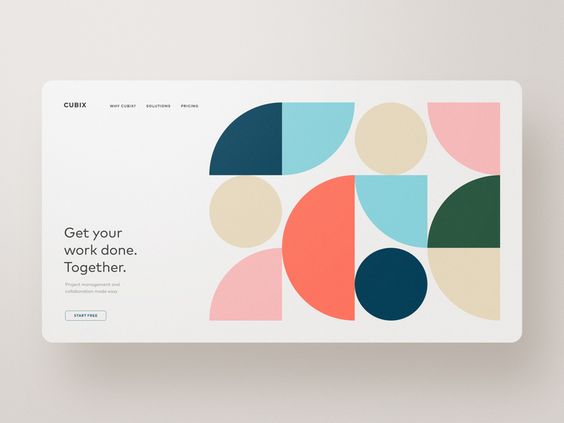 CUBIX
WHY CUBIX?
SOLUTIONS
PRICING
Get your
work done.
Together.
Project management and
collaboration made easy
START FREE